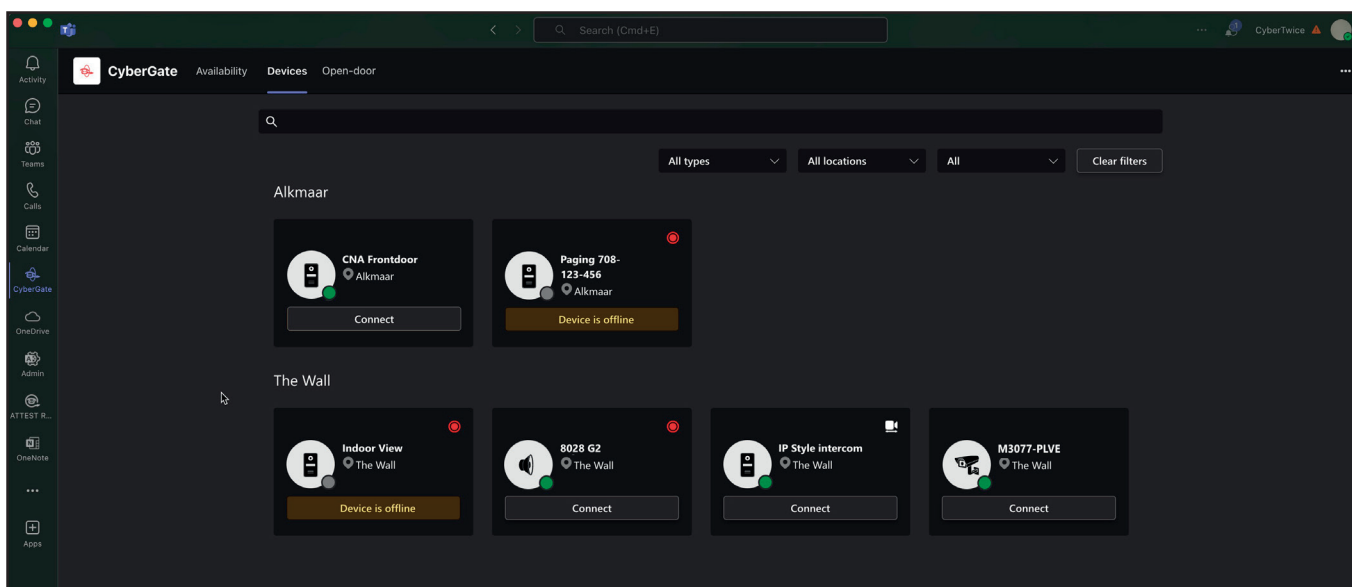 Search (Cmd+E)
CyberTwice
Activity
Chat
Teams
Calls
Calendar
CyberGate
OneDrive
Admin
ATTEST R...
OneNote
Apps
CyberGate Availability Devices Open-door
All types All locations All Clear filters
Alkmaar
CNA Frontdoor
Alkmaar
Connect
Paging 708-
123-456
Alkmaar
Device is offline
The Wall
Indoor View
The Wall
Device is offline
8028 G2
The Wall
Connect
IP Style intercom
The Wall
Connect
M3077-PLVE
The Wall
Connect